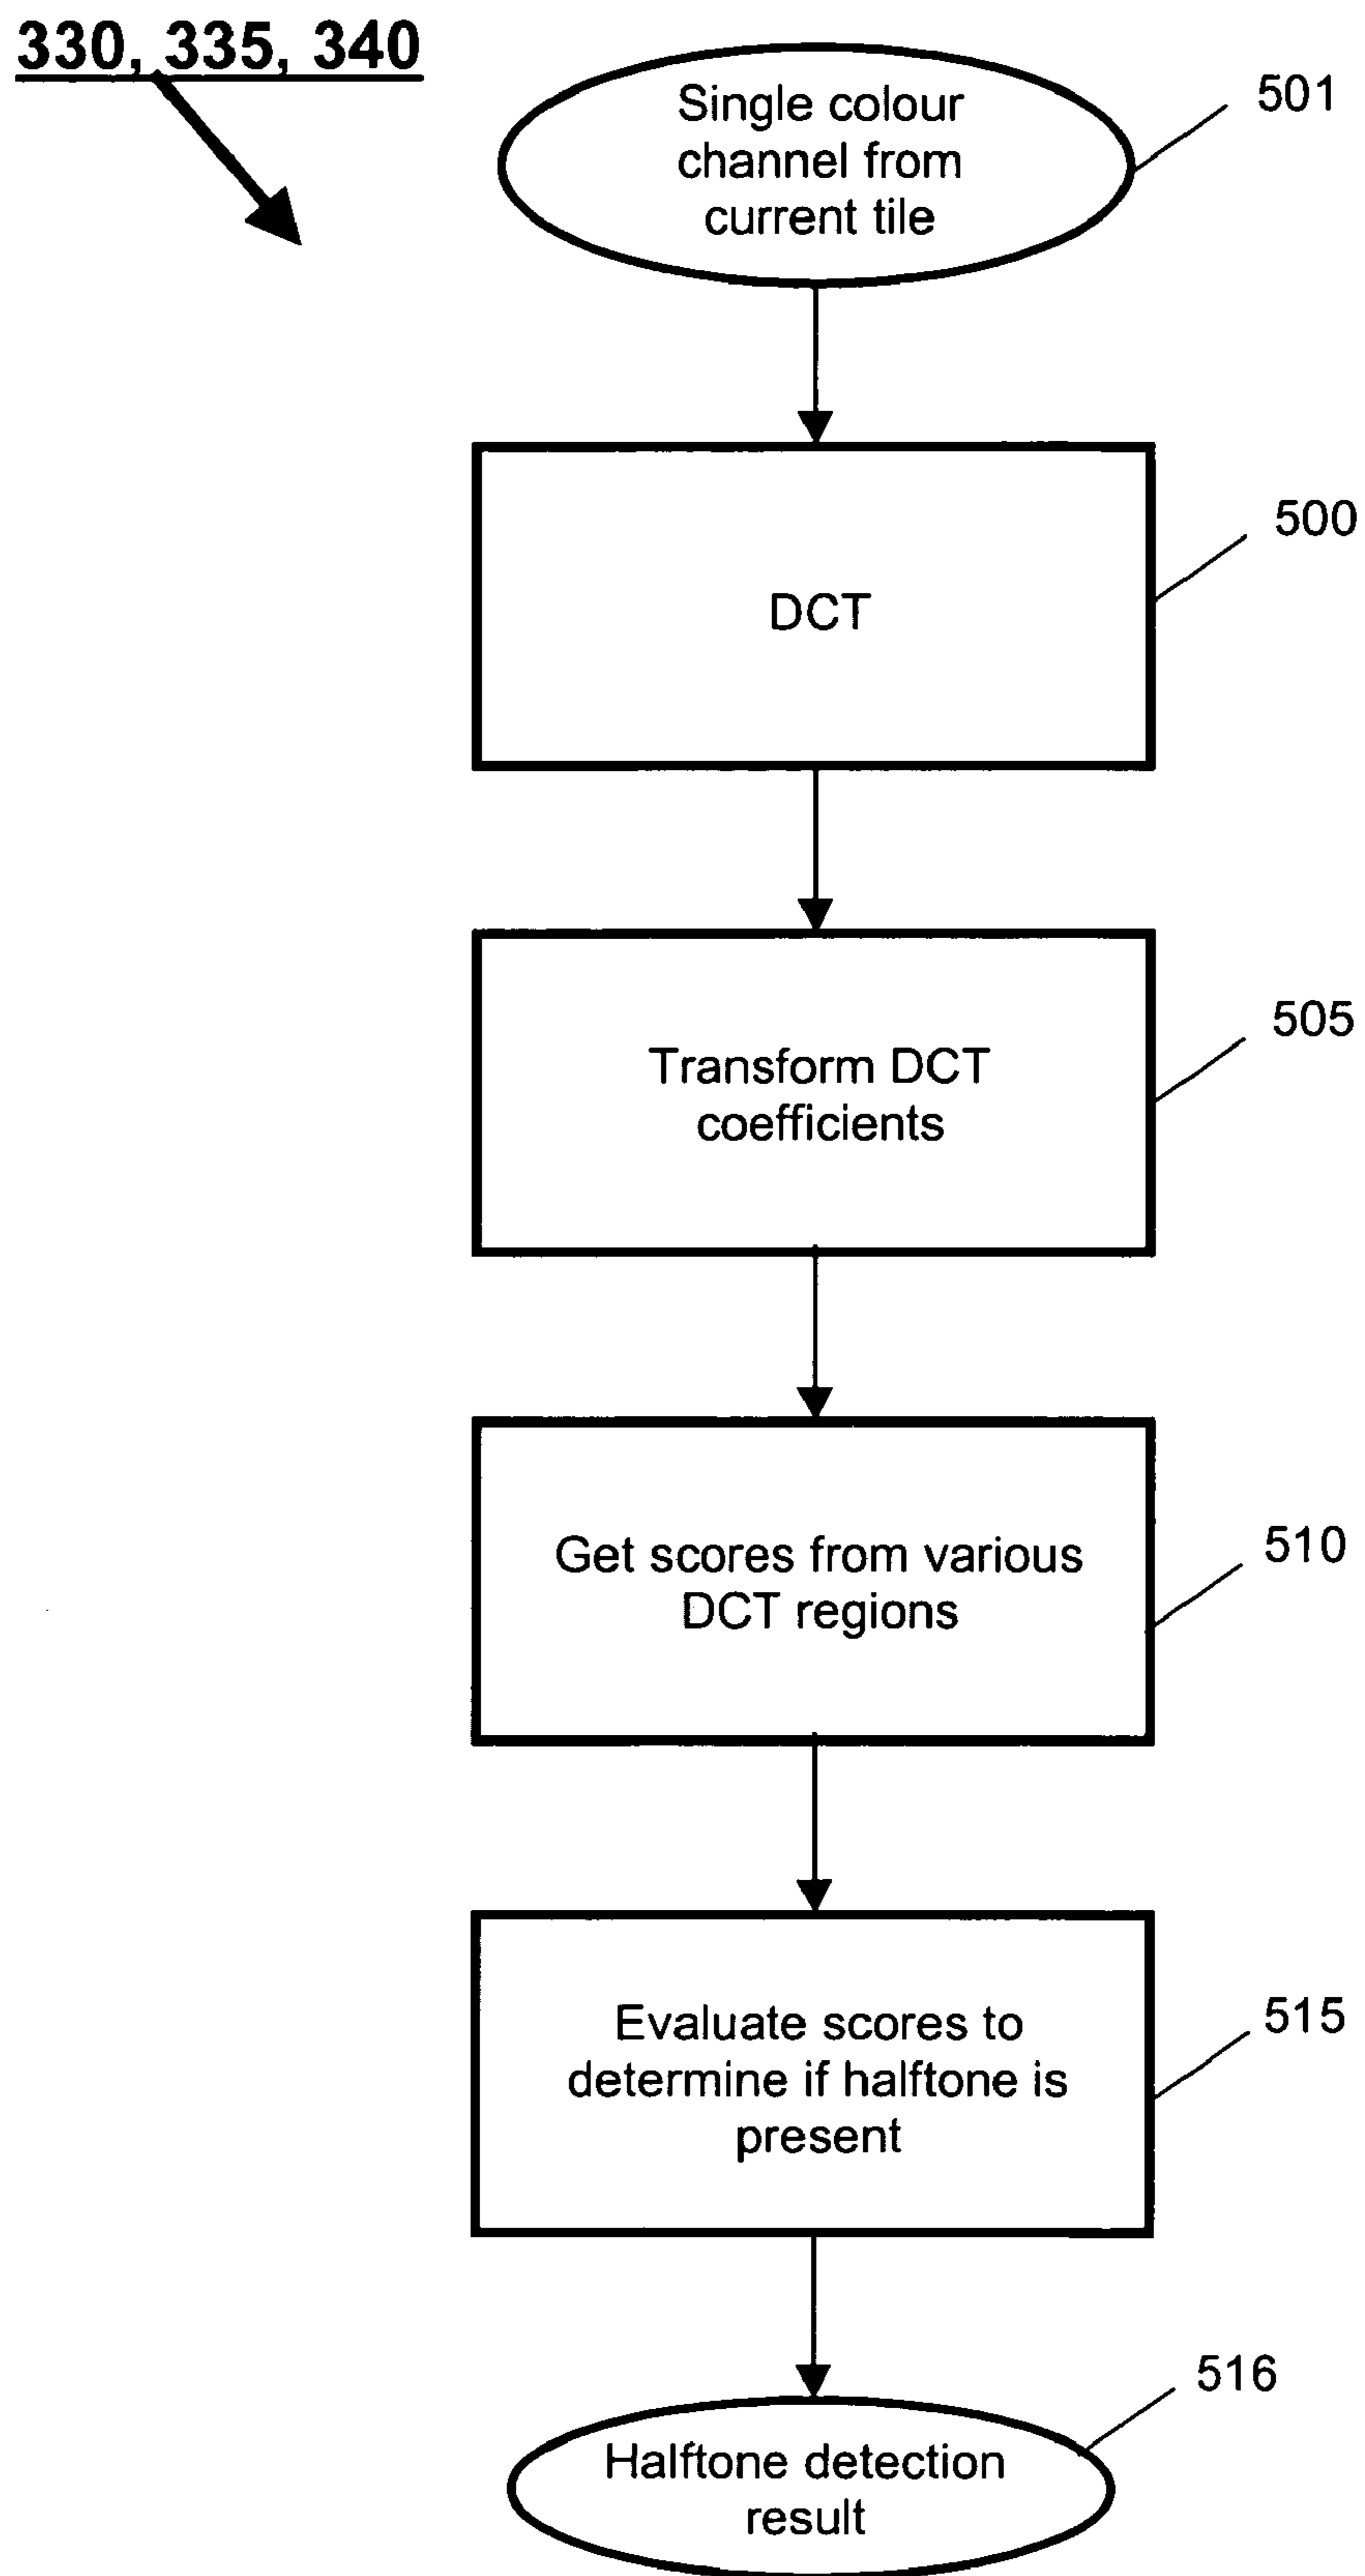 330, 335, 340
Single colour
channel from
current tile
501
DCT
500
Transform DCT
coefficients
505
Get scores from various
DCT regions
510
Evaluate scores to
determine if halftone is
present
515
Halftone detection
result
516